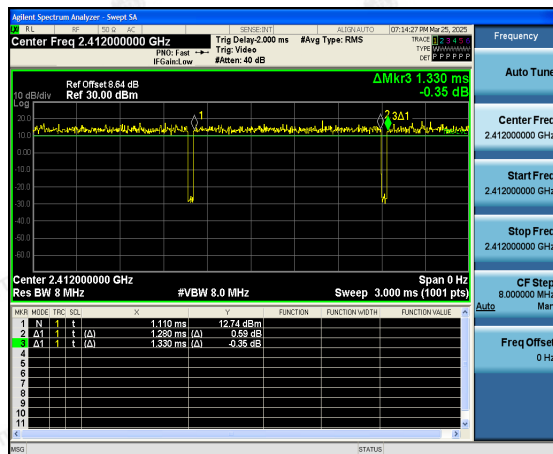 Agilent Spectrum Analyzer - Swept SA
RL RF 50 Ω AC SENSE:INT ALIGNAUTO 07:14:27 PM Mar 25, 2025
Center Freq 2.412000000 GHz
PNO: Fast
IFGain:Low
Trig Delay-2.000 ms
Trig: Video
#Atten: 40 dB
#Avg Type: RMS
TRACE 1 2 3 4 5 6
TYPE WWWWWW
DET P P P P P P
Frequency
Auto Tune
Center Freq
2.412000000 GHz
Start Freq
2.412000000 GHz
Stop Freq
2.412000000 GHz
CF Step
8.000000 MHz
Auto Man
Freq Offset
0 Hz
10 dB/div
Log
Ref Offset 8.64 dB
Ref 30.00 dBm
ΔMkr3 1.330 ms
-0.35 dB
20.0
10.0
0.00
-10.0
-20.0
-30.0
-40.0
-50.0
-60.0
1
2 3Δ1
Center 2.412000000 GHz Span 0 Hz
Res BW 8 MHz #VBW 8.0 MHz Sweep 3.000 ms (1001 pts)
MKR MODE TRC SCL X Y FUNCTION FUNCTION WIDTH FUNCTION VALUE
1 N 1 t 1.110 ms 12.74 dBm
2 Δ1 1 t (Δ) 1.280 ms (Δ) 0.59 dB
3 Δ1 1 t (Δ) 1.330 ms (Δ) -0.35 dB
4
5
6
7
8
9
10
11
MSG STATUS